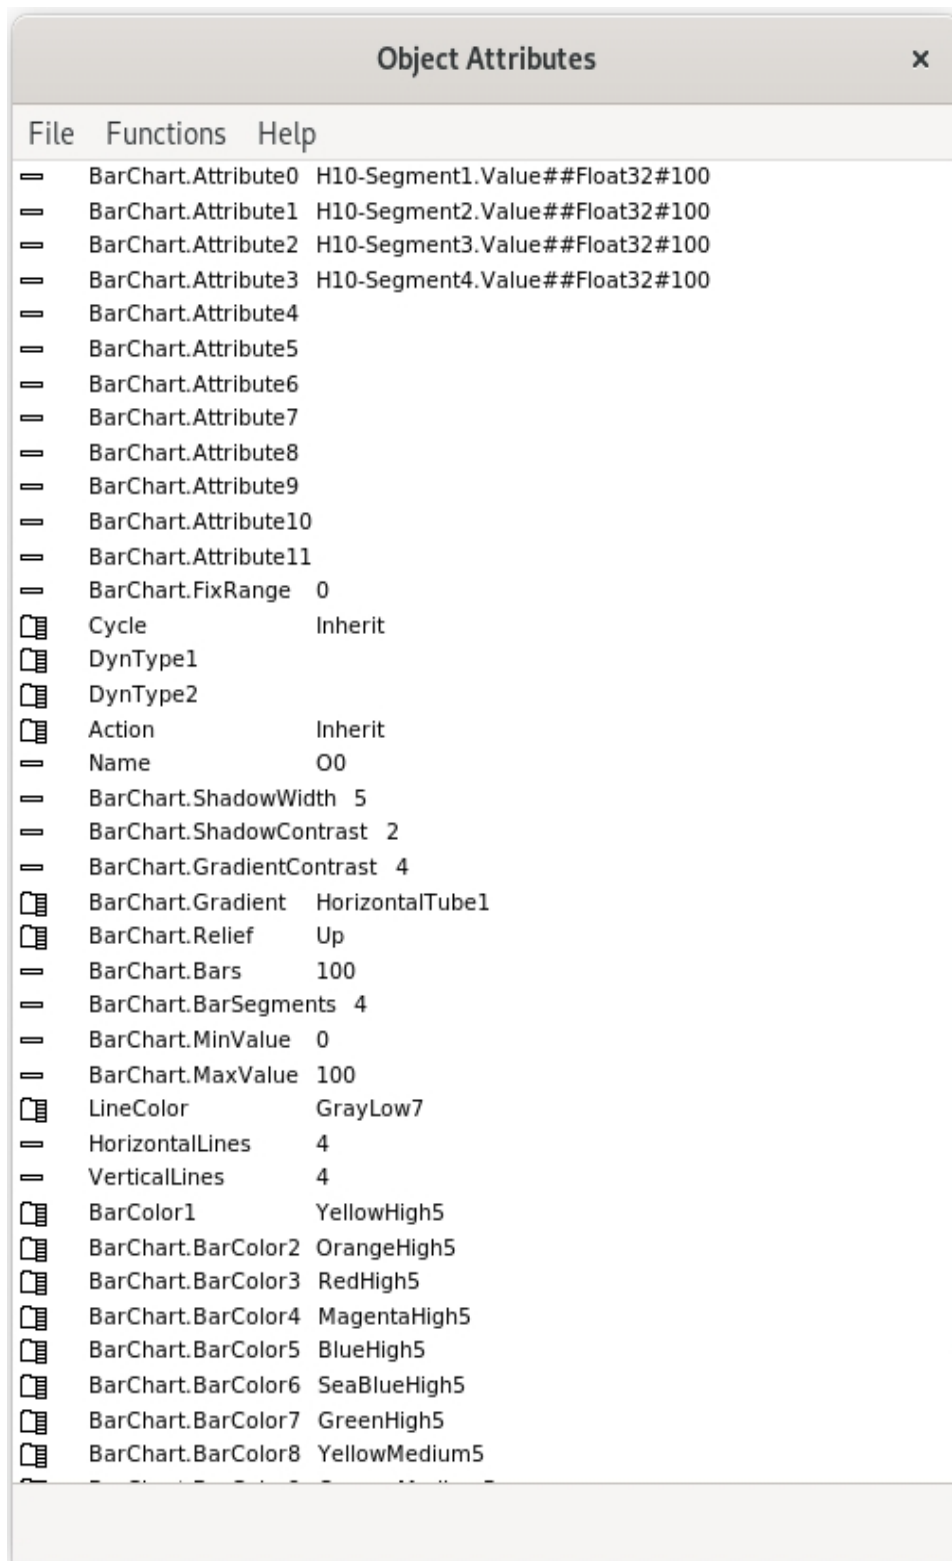 Object Attributes ×
File Functions Help
BarChart.Attribute0 H10-Segment1.Value##Float32#100
BarChart.Attribute1 H10-Segment2.Value##Float32#100
BarChart.Attribute2 H10-Segment3.Value##Float32#100
BarChart.Attribute3 H10-Segment4.Value##Float32#100
BarChart.Attribute4
BarChart.Attribute5
BarChart.Attribute6
BarChart.Attribute7
BarChart.Attribute8
BarChart.Attribute9
BarChart.Attribute10
BarChart.Attribute11
BarChart.FixRange 0
Cycle Inherit
DynType1
DynType2
Action Inherit
Name O0
BarChart.ShadowWidth 5
BarChart.ShadowContrast 2
BarChart.GradientContrast 4
BarChart.Gradient HorizontalTube1
BarChart.Relief Up
BarChart.Bars 100
BarChart.BarSegments 4
BarChart.MinValue 0
BarChart.MaxValue 100
LineColor GrayLow7
HorizontalLines 4
VerticalLines 4
BarColor1 YellowHigh5
BarChart.BarColor2 OrangeHigh5
BarChart.BarColor3 RedHigh5
BarChart.BarColor4 MagentaHigh5
BarChart.BarColor5 BlueHigh5
BarChart.BarColor6 SeaBlueHigh5
BarChart.BarColor7 GreenHigh5
BarChart.BarColor8 YellowMedium5